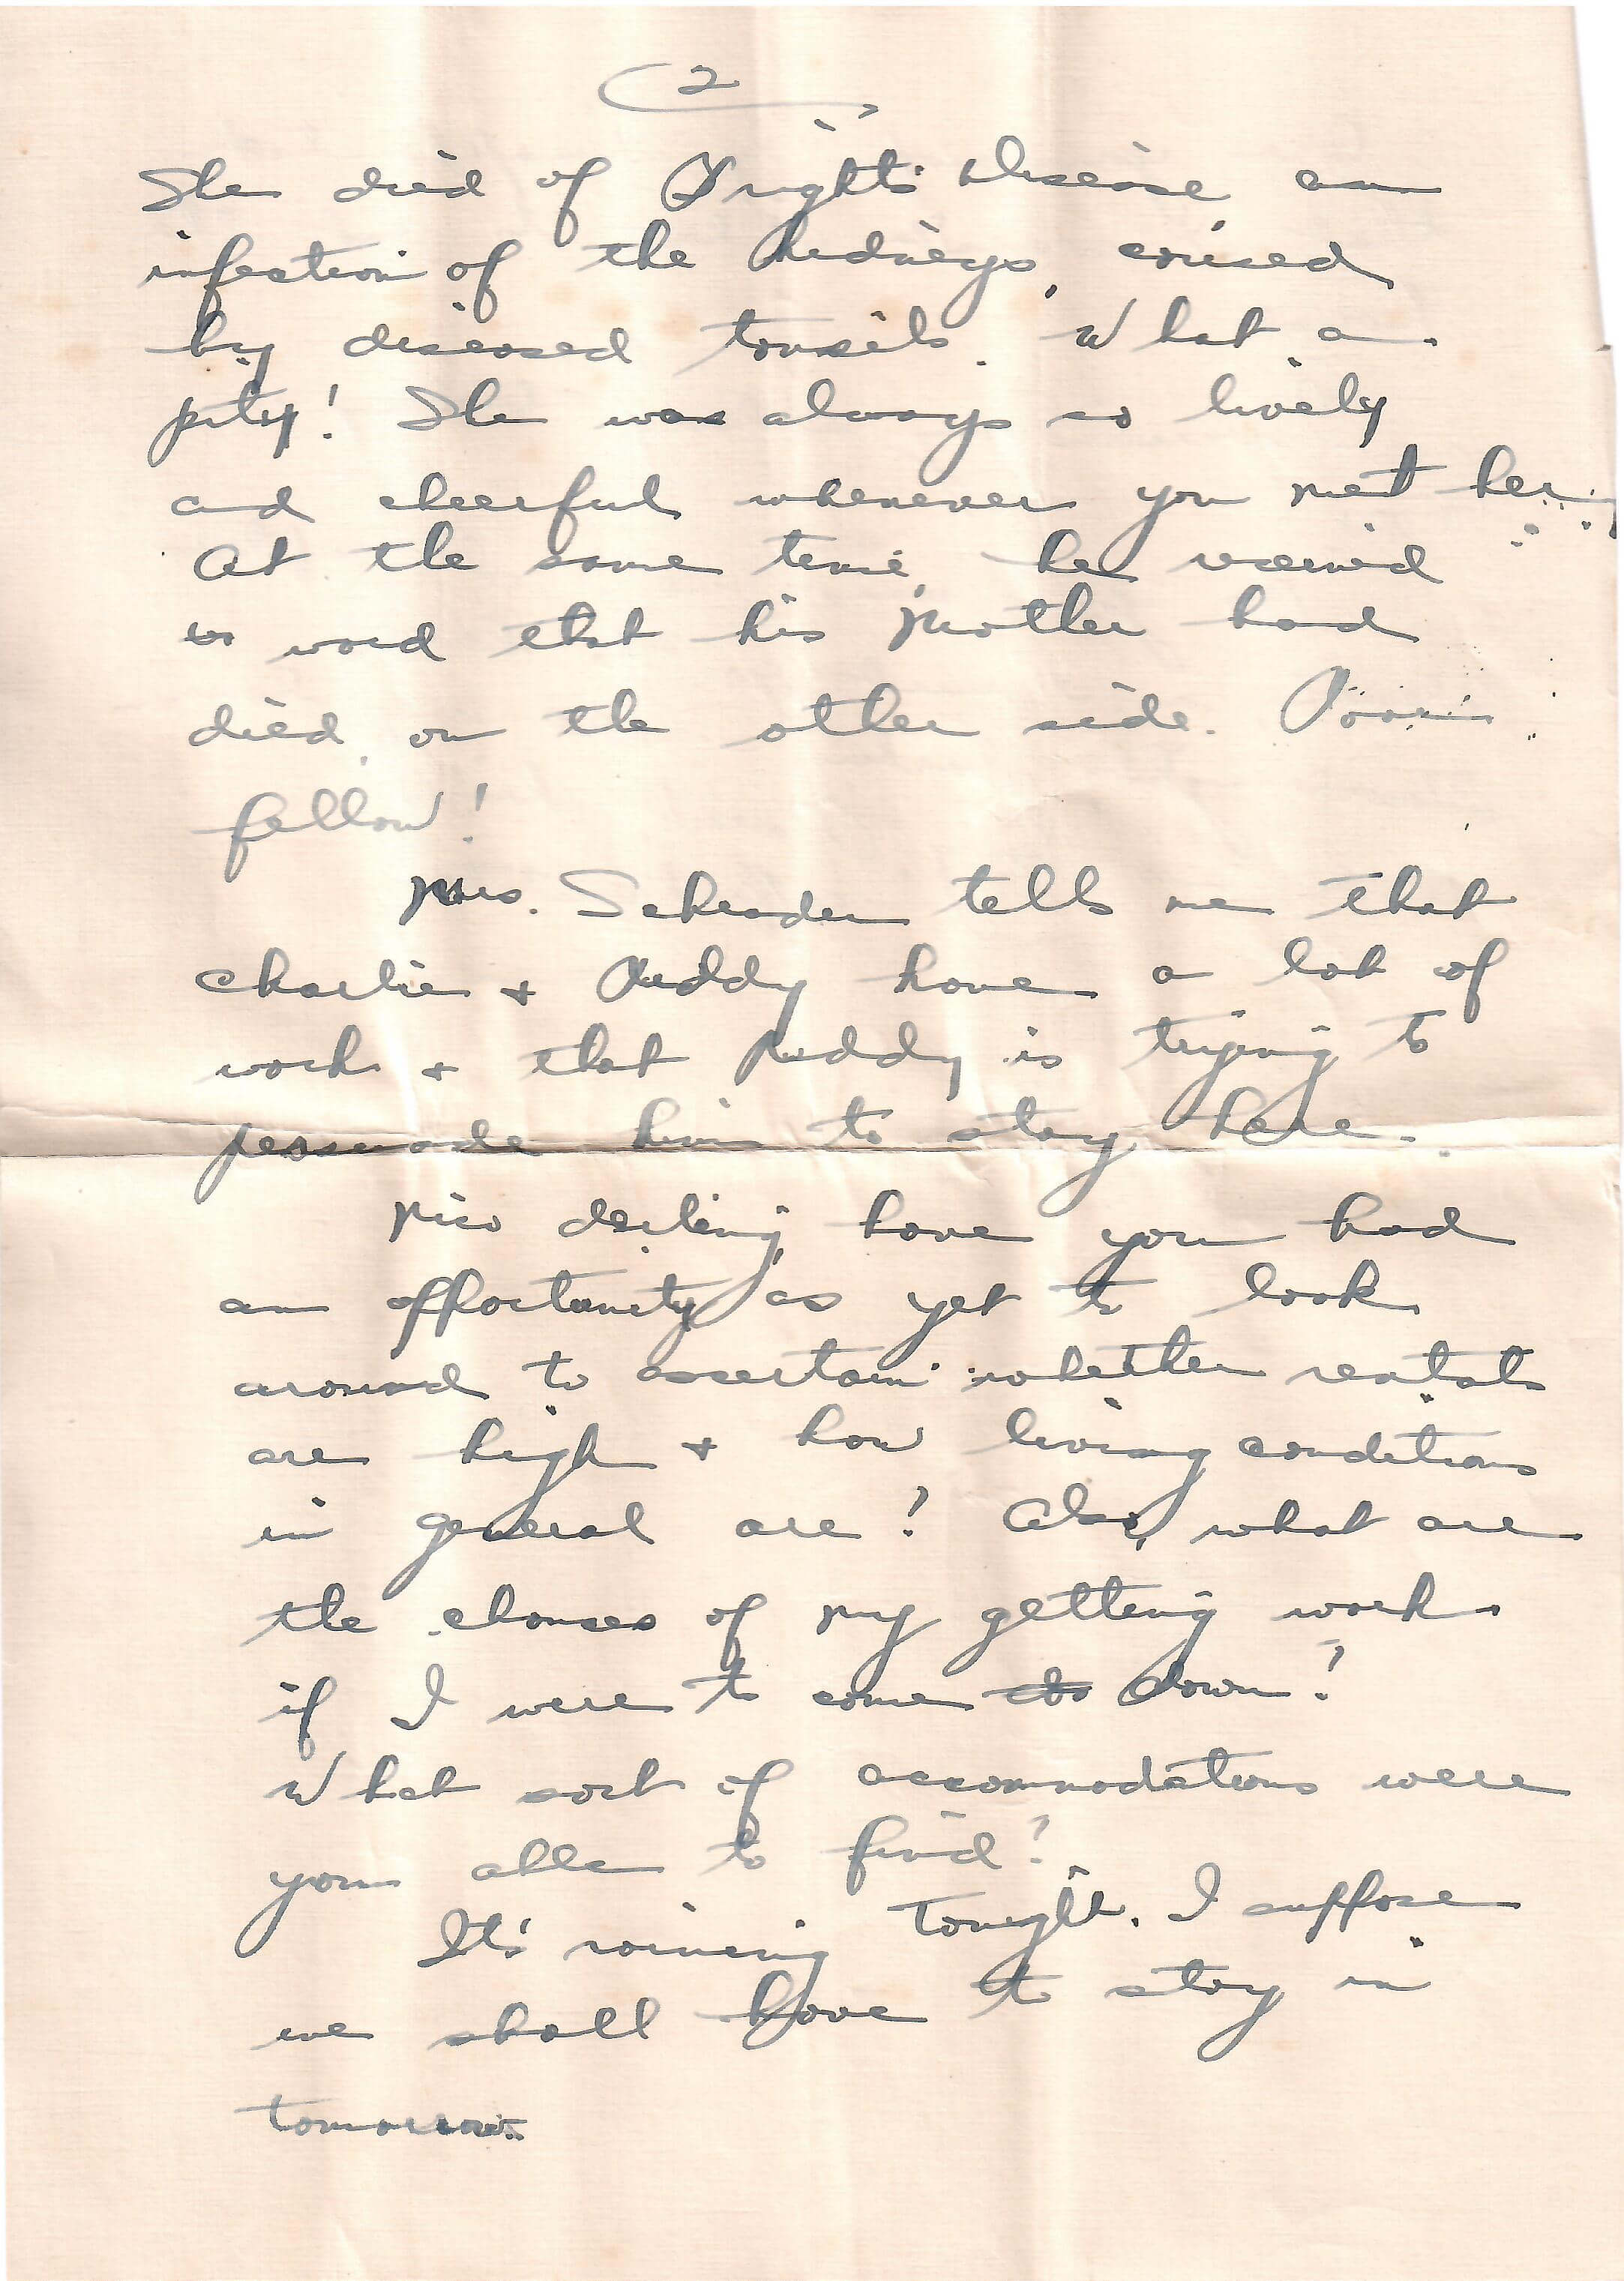 2
She died of Brights disease, an
infection of the kidneys, caused
by diseased tonsils. What a
pity! She was always so lively
and cheerful whenever you met her.
At the same time, he received
word that his mother had
died, on the other side. Poor
fellow!
Mrs. Schrader tells me that
Charlie + Ruddy have a lot of
work + that Ruddy is trying to
persuade him to stay here.
darling, have you had
an opportunity as yet to look
around to ascertain whether rentals
are high + how living conditions
in general are? Also, what are
the chances of my getting work
if I were to come down?
What sort of accommodations were
you able to find?
It's raining tonight. I suppose
we shall have to stay in
tomorrow.